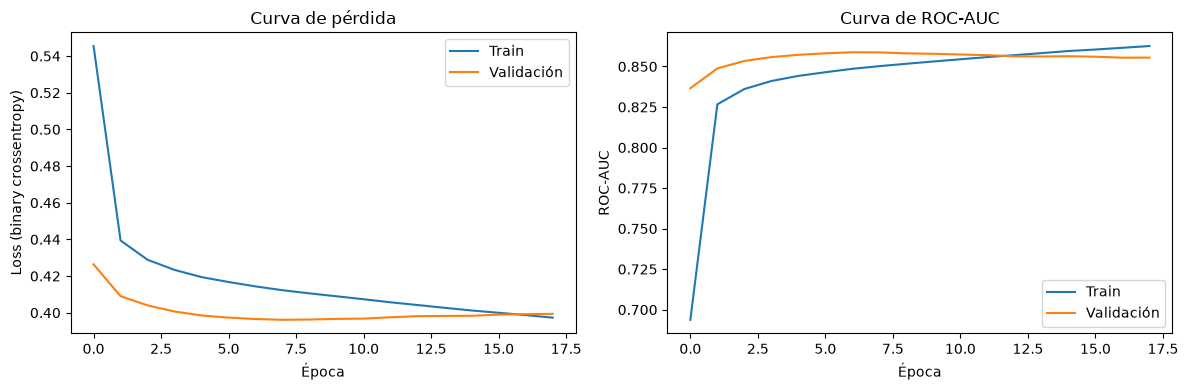 Curva de pérdida
Loss (binary crossentropy)
0.54
0.52
0.50
0.48
0.46
0.44
0.42
0.40
Train
Validación
0.0 2.5 5.0 7.5 10.0 12.5 15.0 17.5
Época
Curva de ROC-AUC
ROC-AUC
0.850
0.825
0.800
0.775
0.750
0.725
0.700
Train
Validación
0.0 2.5 5.0 7.5 10.0 12.5 15.0 17.5
Época